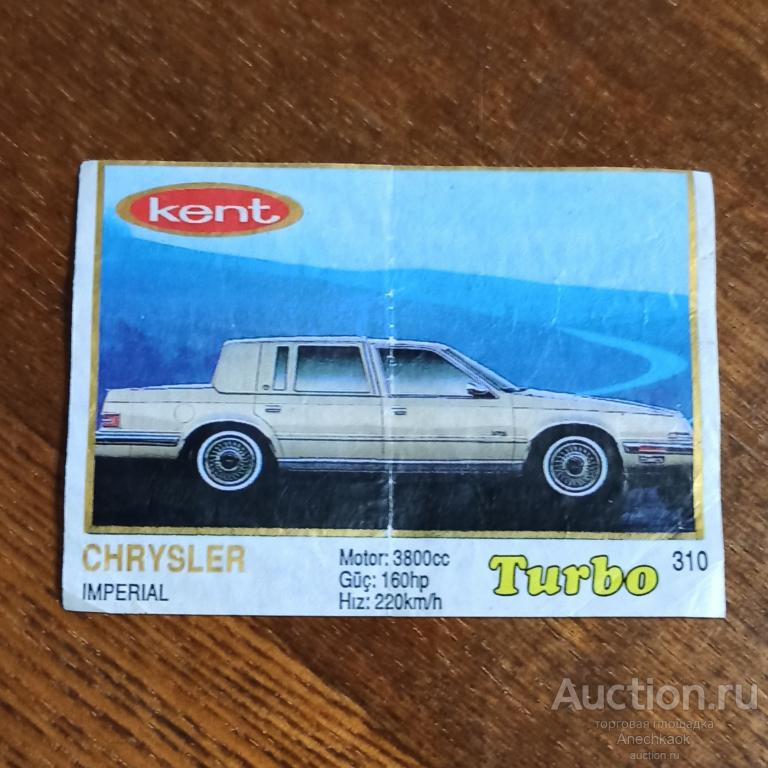 kent
CHRYSLER
IMPERIAL
Motor: 3800cc
Güç: 160hp
Hız: 220km/h
Turbo
310
Auction.ru
торговая площадка
Anechkaok
auction.ru